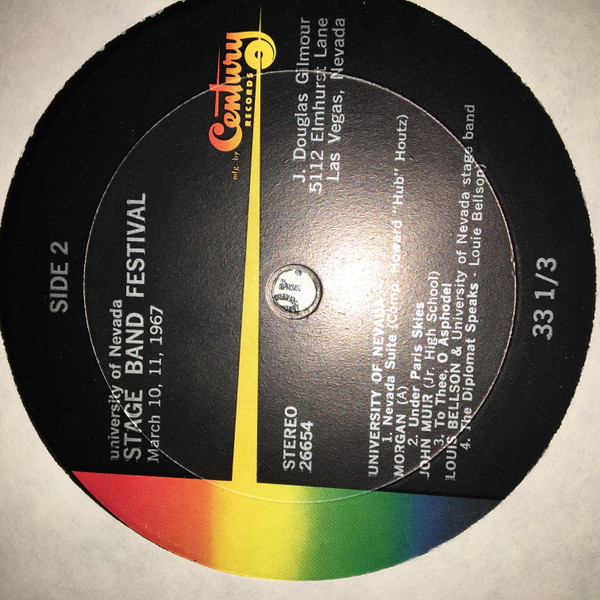 SIDE 2
university of Nevada
STAGE BAND FESTIVAL
March 10, 11, 1967
mfg. by Century
RECORDS
STEREO
26654
J. Douglas Gilmour
5112 Elmhurst Lane
Las Vegas, Nevada
UNIVERSITY OF NEVADA
1. Nevada Suite (Comp. Howard "Hub" Houtz)
MORGAN (A)
2. Under Paris Skies
JOHN MUIR (Jr. High School)
3. To Thee, O Asphodel
LOUIS BELLSON & University of Nevada stage band
4. The Diplomat Speaks - Louie Bellson)
33 1/3